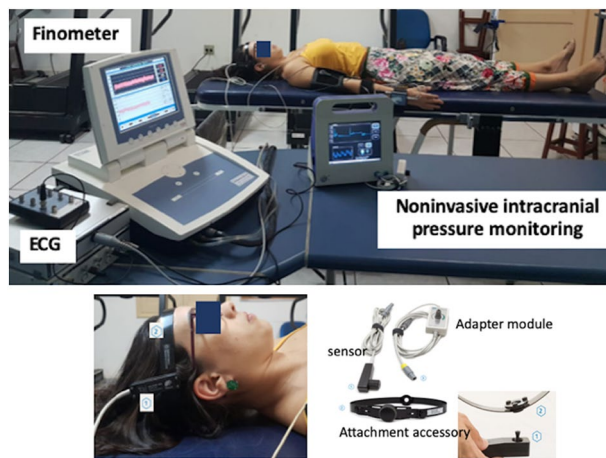 Finometer
ECG
Noninvasive intracranial
pressure monitoring
2
1
sensor
Adapter module
Attachment accessory
2
1